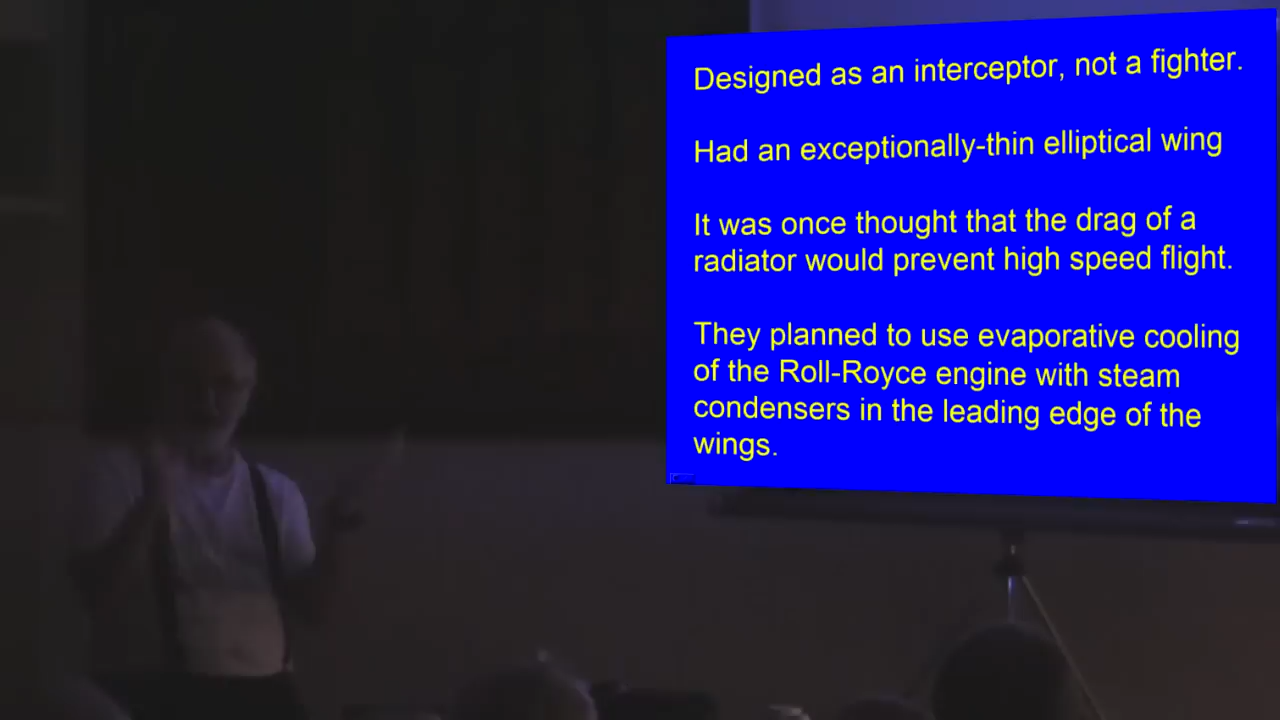 Designed as an interceptor, not a fighter.
Had an exceptionally-thin elliptical wing
It was once thought that the drag of a
radiator would prevent high speed flight.
They planned to use evaporative cooling
of the Roll-Royce engine with steam
condensers in the leading edge of the
wings.